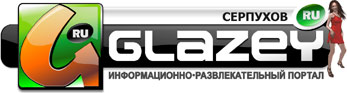 СЕРПУХОВ RU
RU GLAZEY
ИНФОРМАЦИОННО-РАЗВЛЕКАТЕЛЬНЫЙ ПОРТАЛ